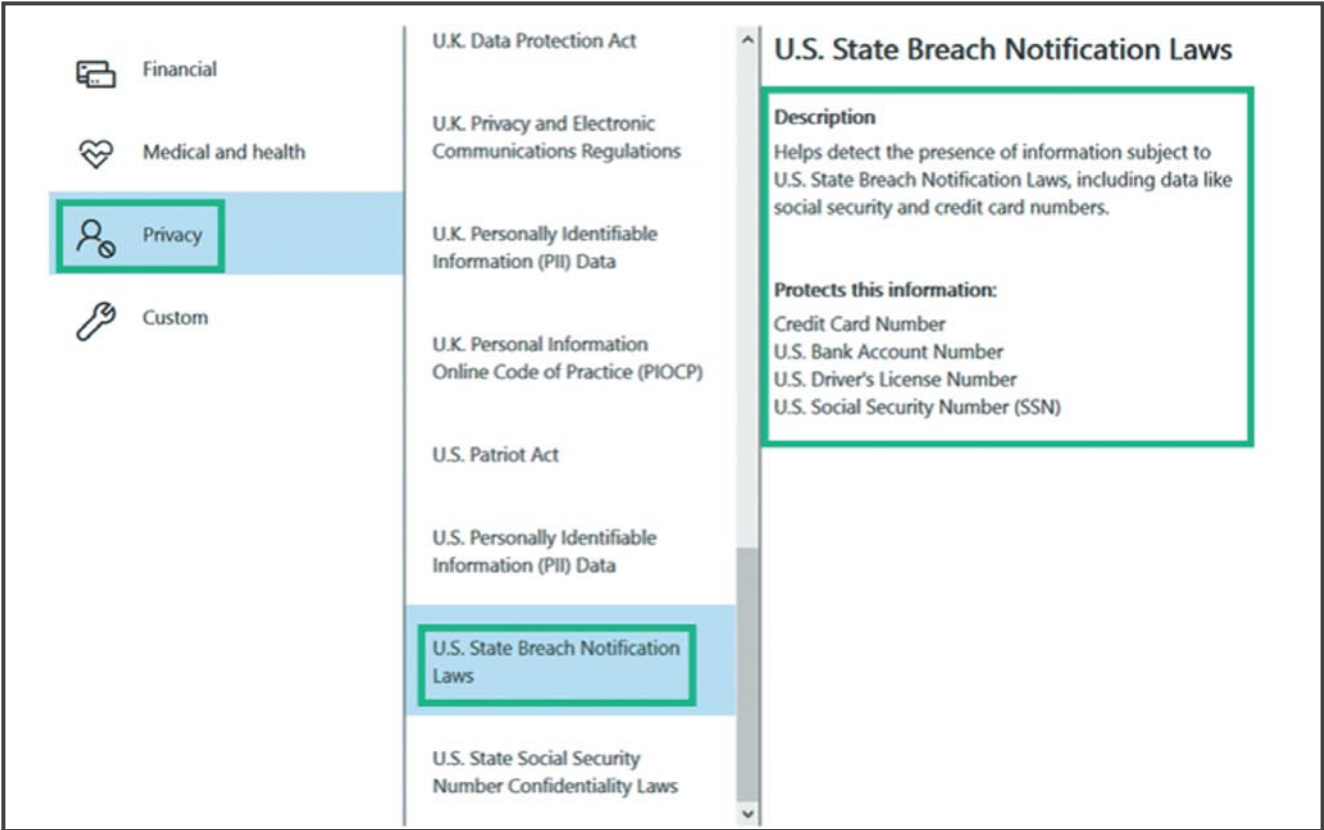 Financial
Medical and health
Privacy
Custom
U.K. Data Protection Act
U.K. Privacy and Electronic
Communications Regulations
U.K. Personally Identifiable
Information (PII) Data
U.K. Personal Information
Online Code of Practice (PIOCP)
U.S. Patriot Act
U.S. Personally Identifiable
Information (PII) Data
U.S. State Breach Notification
Laws
U.S. State Social Security
Number Confidentiality Laws
U.S. State Breach Notification Laws
Description
Helps detect the presence of information subject to
U.S. State Breach Notification Laws, including data like
social security and credit card numbers.
Protects this information:
Credit Card Number
U.S. Bank Account Number
U.S. Driver's License Number
U.S. Social Security Number (SSN)